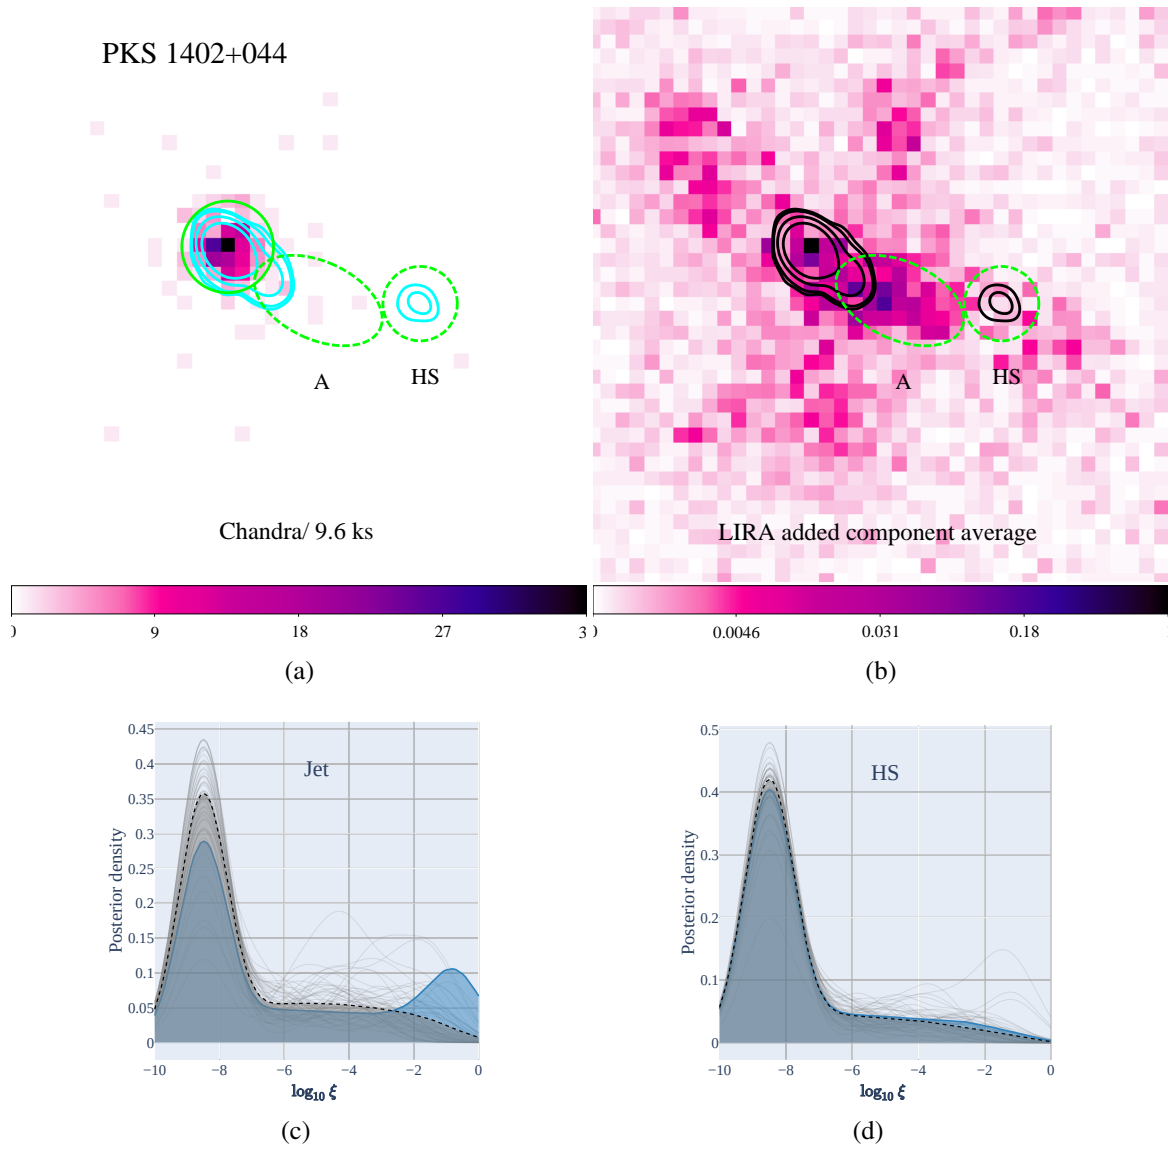 PKS 1402+044
A
HS
Chandra/ 9.6 ks
0 9 18 27 3
(a)
A
HS
LIRA added component average
0 0.0046 0.031 0.18
(b)
Jet
Posterior density
0.45
0.4
0.35
0.3
0.25
0.2
0.15
0.1
0.05
0
−10 −8 −6 −4 −2 0
log₁₀ ξ
(c)
HS
Posterior density
0.5
0.4
0.3
0.2
0.1
0
−10 −8 −6 −4 −2 0
log₁₀ ξ
(d)